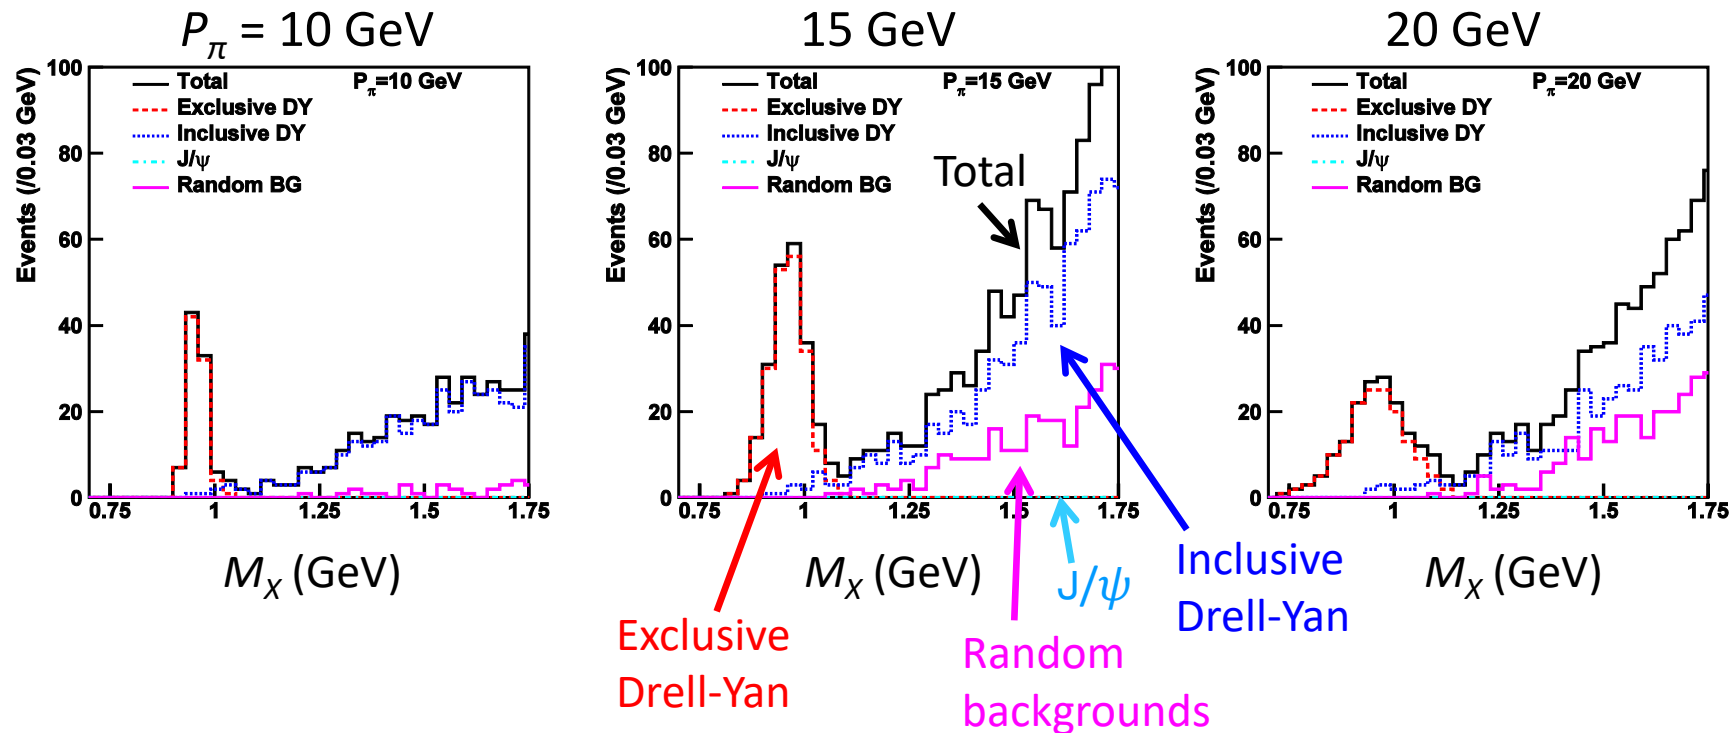 P_π = 10 GeV
15 GeV
20 GeV
Events (/0.03 GeV)
100
80
60
40
20
0
Total
P_π=10 GeV
Exclusive DY
Inclusive DY
J/ψ
Random BG
0.75
1
1.25
1.5
1.75
M_X (GeV)
Events (/0.03 GeV)
100
80
60
40
20
0
Total
P_π=15 GeV
Exclusive DY
Inclusive DY
J/ψ
Random BG
Total
0.75
1
1.25
1.5
1.75
M_X (GeV)
J/ψ
Exclusive
Drell-Yan
Random
backgrounds
Inclusive
Drell-Yan
Events (/0.03 GeV)
100
80
60
40
20
0
Total
P_π=20 GeV
Exclusive DY
Inclusive DY
J/ψ
Random BG
0.75
1
1.25
1.5
1.75
M_X (GeV)